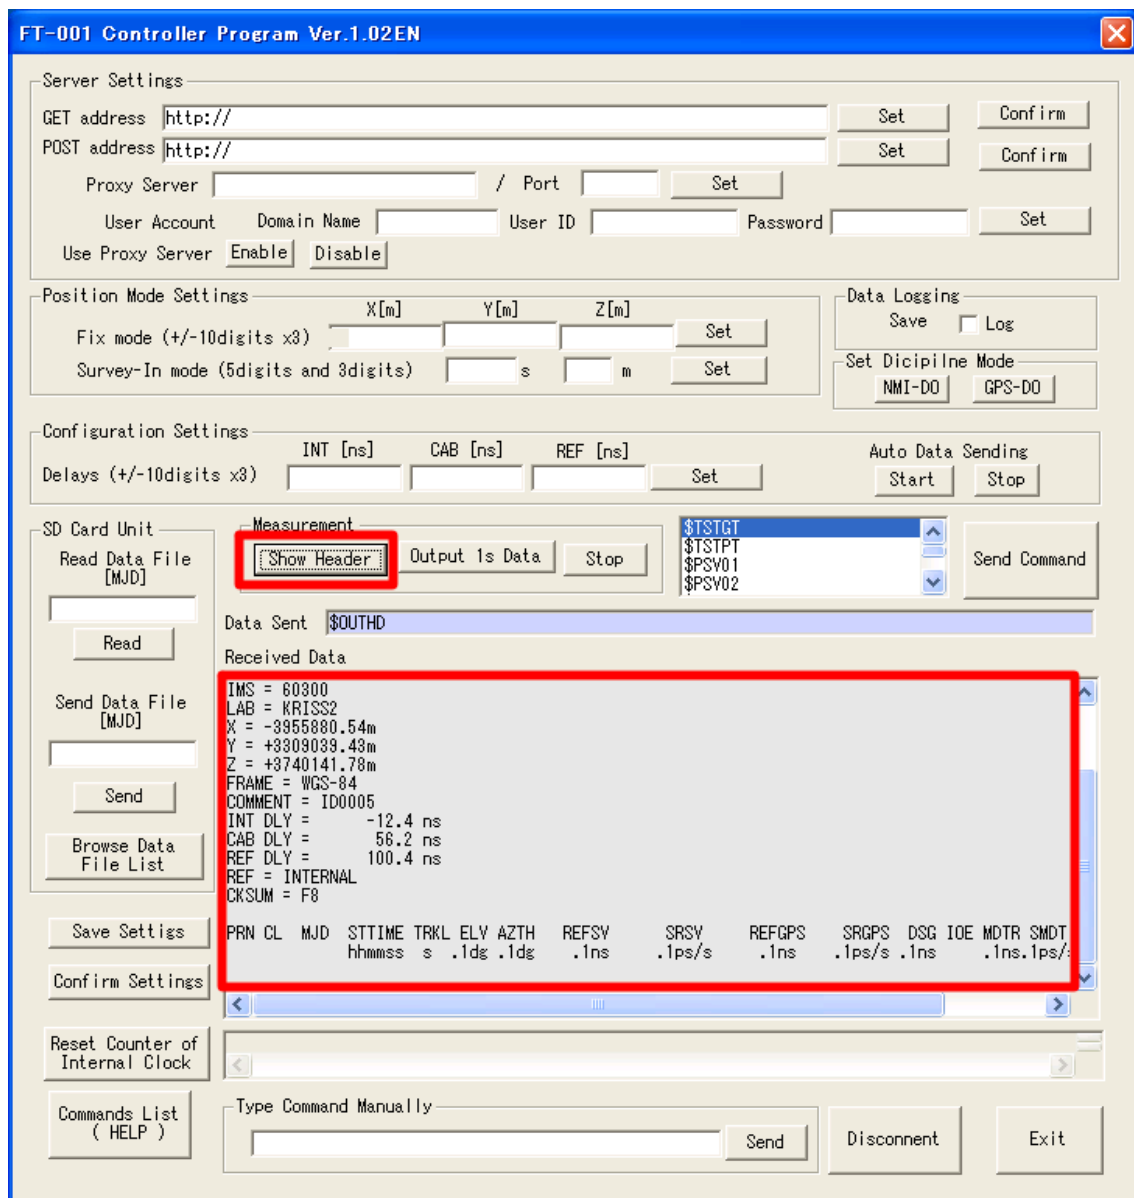 FT-001 Controller Program Ver.1.02EN
Server Settings
GET address http:// Set Confirm
POST address http:// Set Confirm
Proxy Server / Port Set
User Account Domain Name User ID Password Set
Use Proxy Server Enable Disable
Position Mode Settings
X[m] Y[m] Z[m]
Fix mode (+/-10digits x3) Set
Survey-In mode (5digits and 3digits) s m Set
Data Logging
Save Log
Set Dicipilne Mode
NMI-DO GPS-DO
Configuration Settings
INT [ns] CAB [ns] REF [ns]
Delays (+/-10digits x3) Set
Auto Data Sending
Start Stop
SD Card Unit
Read Data File
[MJD]
Read
Send Data File
[MJD]
Send
Browse Data
File List
Measurement
Show Header Output 1s Data Stop
$TSTGT
$TSTPT
$PSV01
$PSV02
Send Command
Data Sent $OUTHD
Received Data
IMS = 60300
LAB = KRISS2
X = -3955880.54m
Y = +3309039.43m
Z = +3740141.78m
FRAME = WGS-84
COMMENT = ID0005
INT DLY = -12.4 ns
CAB DLY = 56.2 ns
REF DLY = 100.4 ns
REF = INTERNAL
CKSUM = F8
PRN CL MJD STTIME TRKL ELV AZTH REFSV SRSV REFGPS SRGPS DSG IOE MDTR SMDT
hhmmss s .1dg .1dg .1ns .1ps/s .1ns .1ps/s .1ns .1ns.1ps/
Save Settigs
Confirm Settings
Reset Counter of
Internal Clock
Commands List
( HELP )
Type Command Manually
Send
Disconnent
Exit